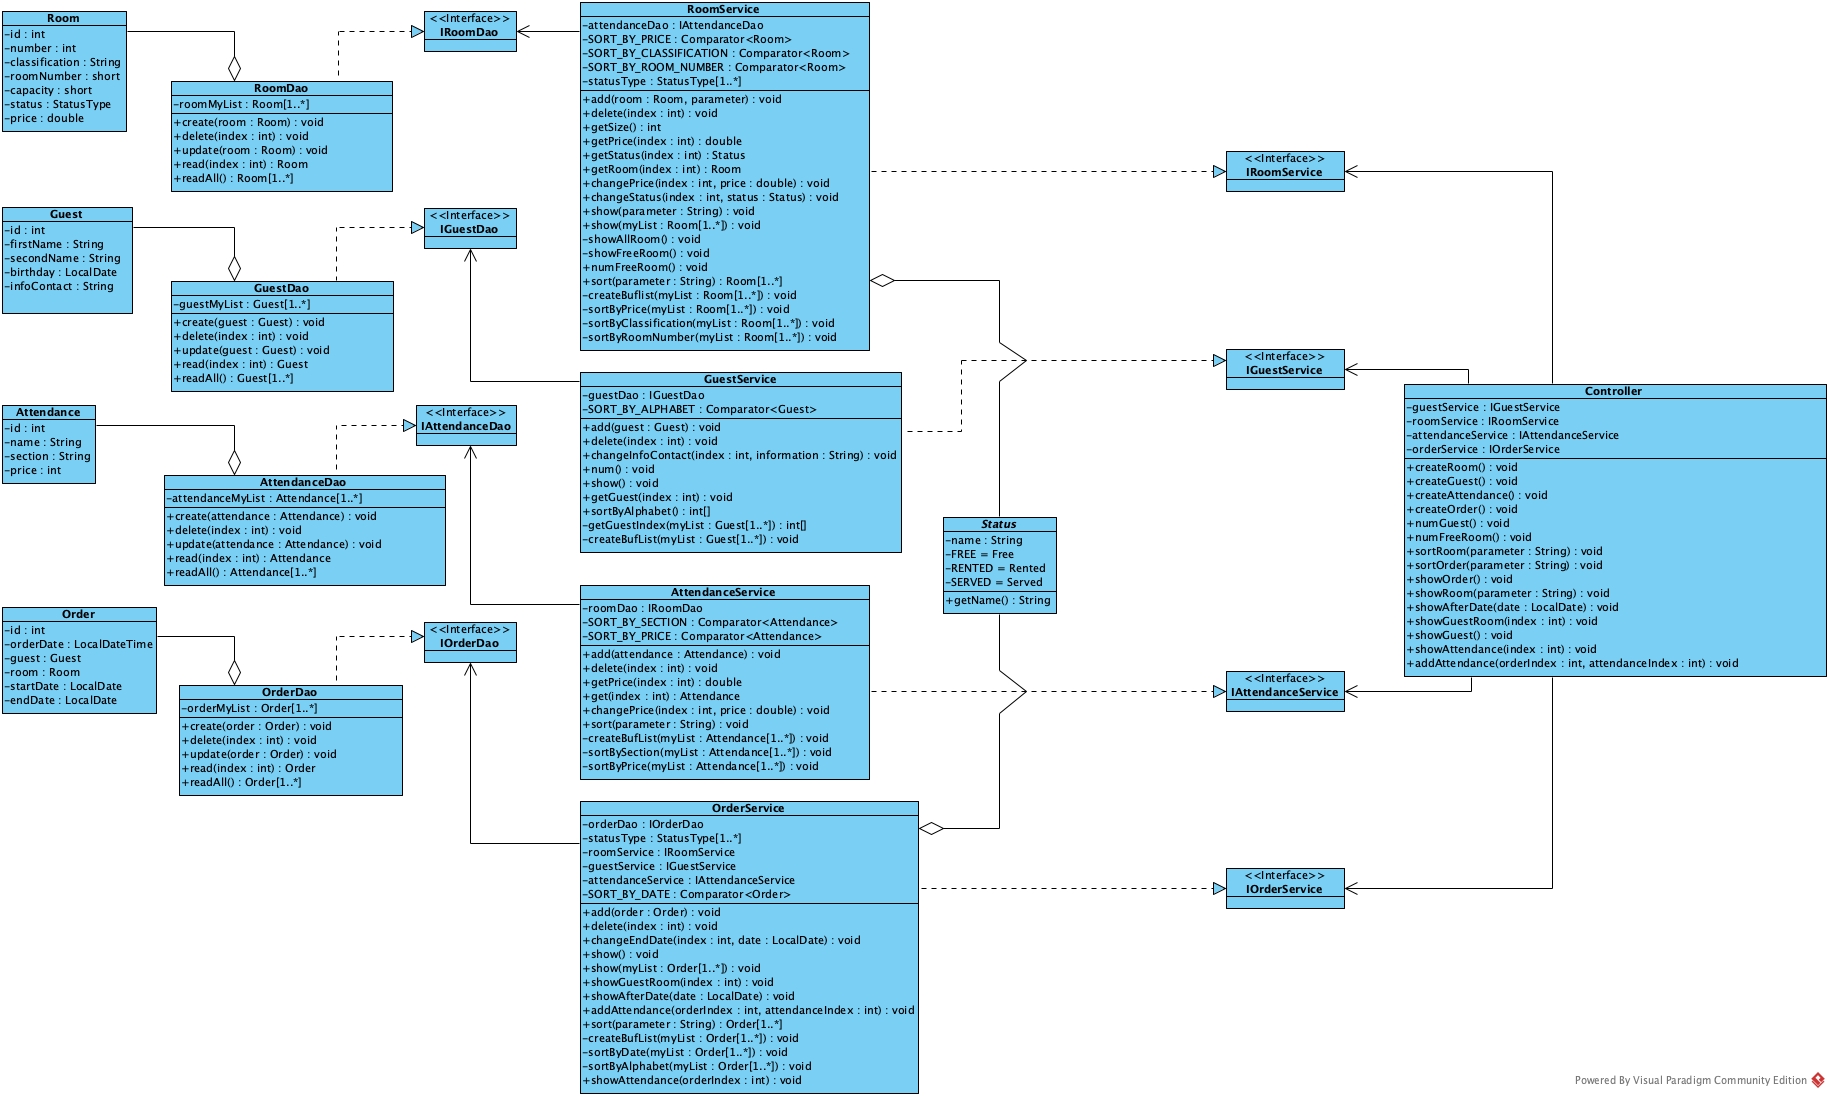 Room
-id : int
-number : int
-classification : String
-roomNumber : short
-capacity : short
-status : StatusType
-price : double
RoomDao
-roomMyList : Room[1..*]
+create(room : Room) : void
+delete(index : int) : void
+update(room : Room) : void
+read(index : int) : Room
+readAll() : Room[1..*]
<<Interface>>
IRoomDao
Guest
-id : int
-firstName : String
-secondName : String
-birthday : LocalDate
-infoContact : String
GuestDao
-guestMyList : Guest[1..*]
+create(guest : Guest) : void
+delete(index : int) : void
+update(guest : Guest) : void
+read(index : int) : Guest
+readAll() : Guest[1..*]
<<Interface>>
IGuestDao
Attendance
-id : int
-name : String
-section : String
-price : int
AttendanceDao
-attendanceMyList : Attendance[1..*]
+create(attendance : Attendance) : void
+delete(index : int) : void
+update(attendance : Attendance) : void
+read(index : int) : Attendance
+readAll() : Attendance[1..*]
<<Interface>>
IAttendanceDao
Order
-id : int
-orderDate : LocalDateTime
-guest : Guest
-room : Room
-startDate : LocalDate
-endDate : LocalDate
OrderDao
-orderMyList : Order[1..*]
+create(order : Order) : void
+delete(index : int) : void
+update(order : Order) : void
+read(index : int) : Order
+readAll() : Order[1..*]
<<Interface>>
IOrderDao
RoomService
-attendanceDao : IAttendanceDao
-SORT_BY_PRICE : Comparator<Room>
-SORT_BY_CLASSIFICATION : Comparator<Room>
-SORT_BY_ROOM_NUMBER : Comparator<Room>
-statusType : StatusType[1..*]
+add(room : Room, parameter) : void
+delete(index : int) : void
+getSize() : int
+getPrice(index : int) : double
+getStatus(index : int) : Status
+getRoom(index : int) : Room
+changePrice(index : int, price : double) : void
+changeStatus(index : int, status : Status) : void
+show(parameter : String) : void
+show(myList : Room[1..*]) : void
-showAllRoom() : void
-showFreeRoom() : void
+numFreeRoom() : void
+sort(parameter : String) : Room[1..*]
-createBuflist(myList : Room[1..*]) : void
-sortByPrice(myList : Room[1..*]) : void
-sortByClassification(myList : Room[1..*]) : void
-sortByRoomNumber(myList : Room[1..*]) : void
GuestService
-guestDao : IGuestDao
-SORT_BY_ALPHABET : Comparator<Guest>
+add(guest : Guest) : void
+delete(index : int) : void
+changeInfoContact(index : int, information : String) : void
+num() : void
+show() : void
+getGuest(index : int) : void
+sortByAlphabet() : int[]
-getGuestIndex(myList : Guest[1..*]) : int[]
-createBufList(myList : Guest[1..*]) : void
AttendanceService
-roomDao : IRoomDao
-SORT_BY_SECTION : Comparator<Attendance>
-SORT_BY_PRICE : Comparator<Attendance>
+add(attendance : Attendance) : void
+delete(index : int) : void
+getPrice(index : int) : double
+get(index : int) : Attendance
+changePrice(index : int, price : double) : void
+sort(parameter : String) : void
-createBufList(myList : Attendance[1..*]) : void
-sortBySection(myList : Attendance[1..*]) : void
-sortByPrice(myList : Attendance[1..*]) : void
OrderService
-orderDao : IOrderDao
-statusType : StatusType[1..*]
-roomService : IRoomService
-guestService : IGuestService
-attendanceService : IAttendanceService
-SORT_BY_DATE : Comparator<Order>
+add(order : Order) : void
+delete(index : int) : void
+changeEndDate(index : int, date : LocalDate) : void
+show() : void
+show(myList : Order[1..*]) : void
+showGuestRoom(index : int) : void
+showAfterDate(date : LocalDate) : void
+addAttendance(orderIndex : int, attendanceIndex : int) : void
+sort(parameter : String) : Order[1..*]
-createBufList(myList : Order[1..*]) : void
-sortByDate(myList : Order[1..*]) : void
-sortByAlphabet(myList : Order[1..*]) : void
+showAttendance(orderIndex : int) : void
Status
-name : String
-FREE = Free
-RENTED = Rented
-SERVED = Served
+getName() : String
<<Interface>>
IRoomService
<<Interface>>
IGuestService
<<Interface>>
IAttendanceService
<<Interface>>
IOrderService
Controller
-guestService : IGuestService
-roomService : IRoomService
-attendanceService : IAttendanceService
-orderService : IOrderService
+createRoom() : void
+createGuest() : void
+createAttendance() : void
+createOrder() : void
+numGuest() : void
+numFreeRoom() : void
+sortRoom(parameter : String) : void
+sortOrder(parameter : String) : void
+showOrder() : void
+showRoom(parameter : String) : void
+showAfterDate(date : LocalDate) : void
+showGuestRoom(index : int) : void
+showGuest() : void
+showAttendance(index : int) : void
+addAttendance(orderIndex : int, attendanceIndex : int) : void
Powered By Visual Paradigm Community Edition